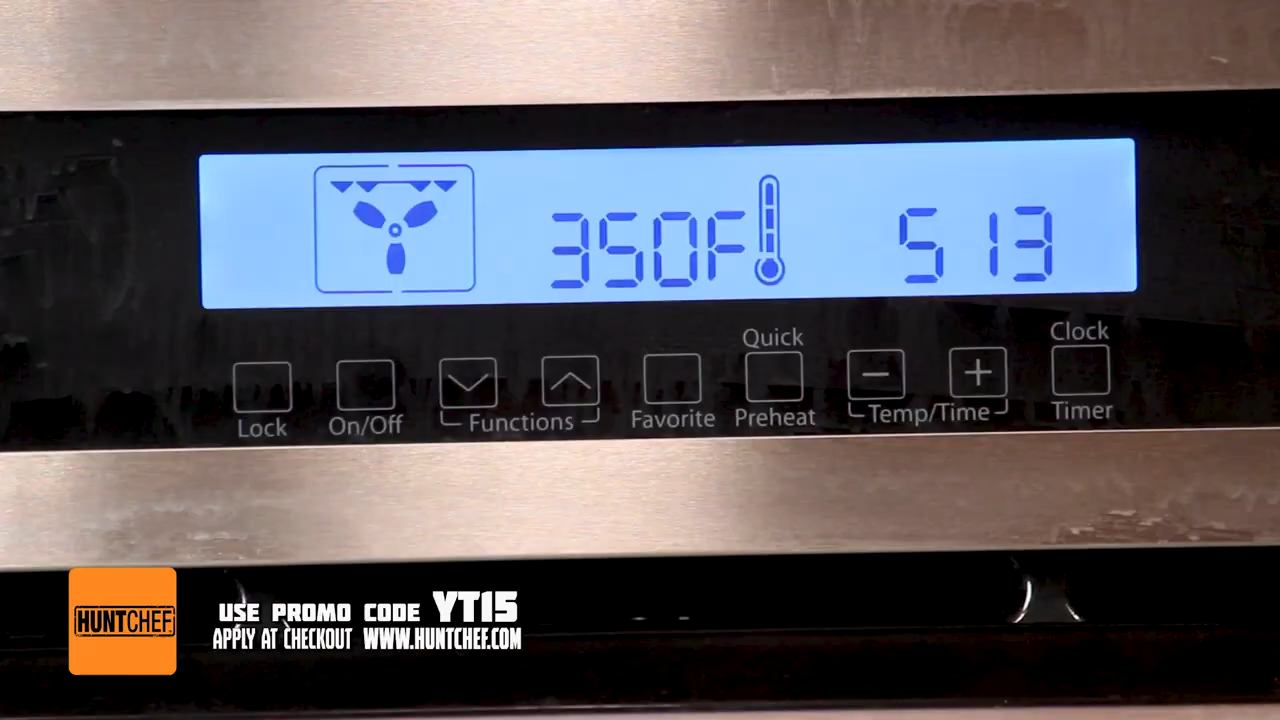 350F 5 13
Quick
Clock
Lock
On/Off
Functions
Favorite
Preheat
Temp/Time
Timer
HUNTCHEF
USE PROMO CODE YT15
APPLY AT CHECKOUT WWW.HUNTCHEF.COM